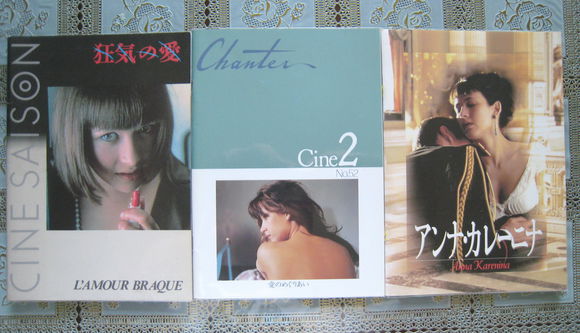 CINE SAISON
狂気の愛
L'AMOUR BRAQUE
Chanter
Cine 2
No.52
愛のめぐりあい
アンナ・カレーニナ
Anna Karenina